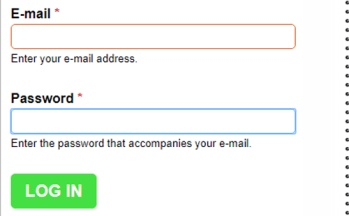 E-mail *
Enter your e-mail address.
Password *
Enter the password that accompanies your e-mail.
LOG IN